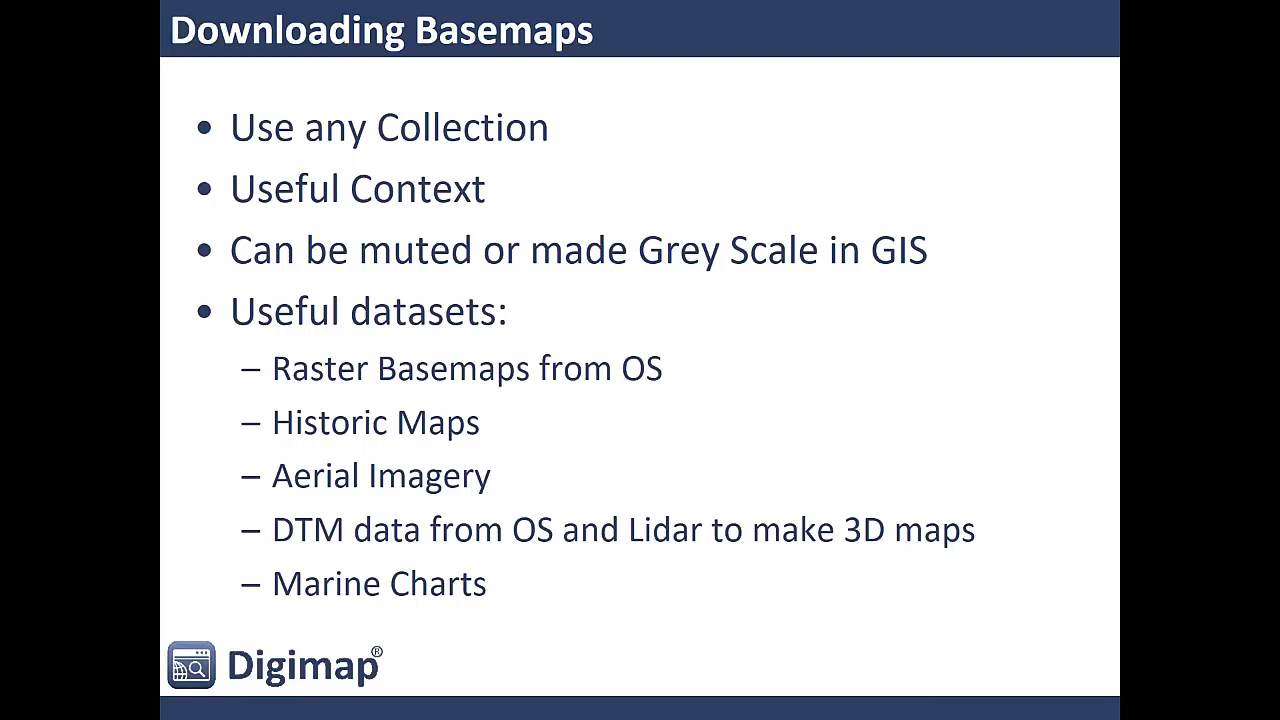 Downloading Basemaps
• Use any Collection
• Useful Context
• Can be muted or made Grey Scale in GIS
• Useful datasets:
– Raster Basemaps from OS
– Historic Maps
– Aerial Imagery
– DTM data from OS and Lidar to make 3D maps
– Marine Charts
Digimap®